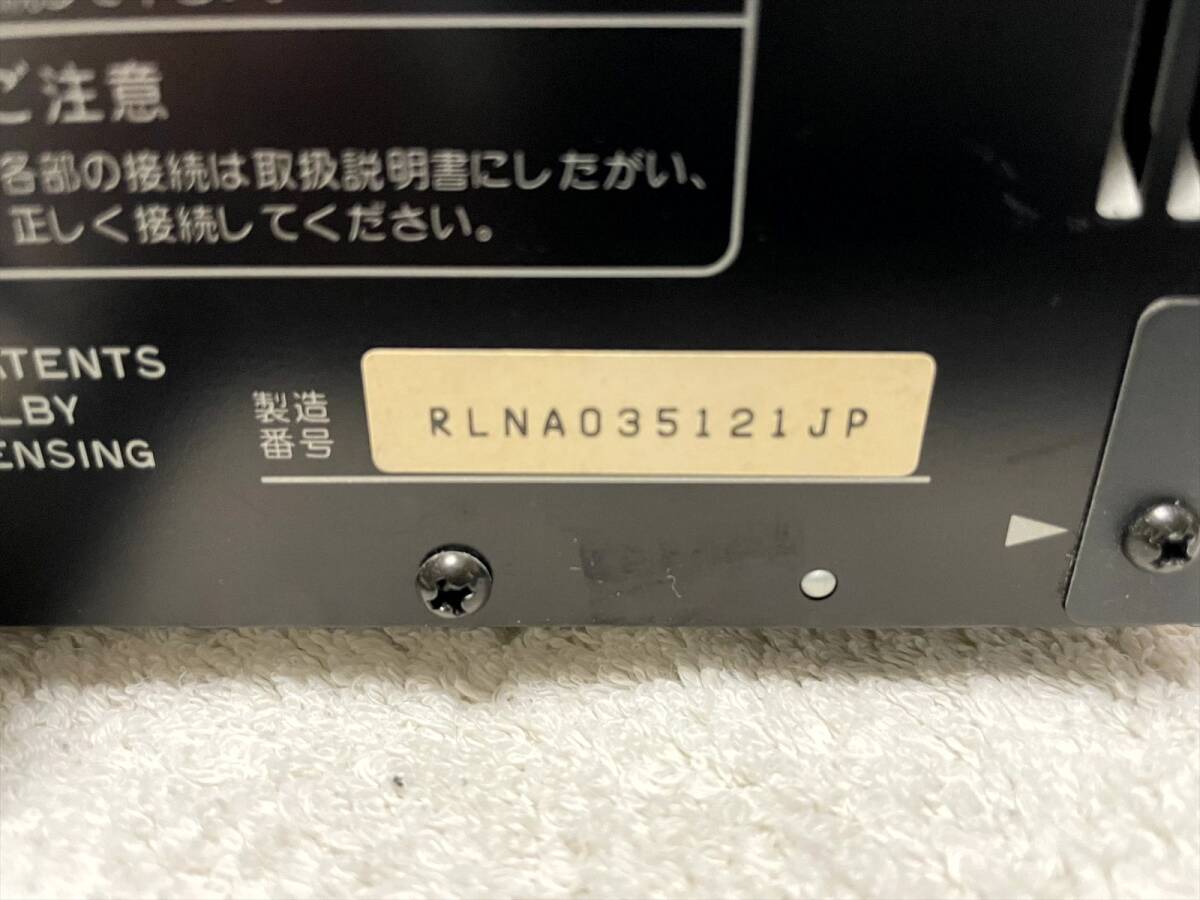 ご注意
各部の接続は取扱説明書にしたがい、
正しく接続してください。
ATENTS
LBY
ENSING
製造
番号
RLNA035121JP